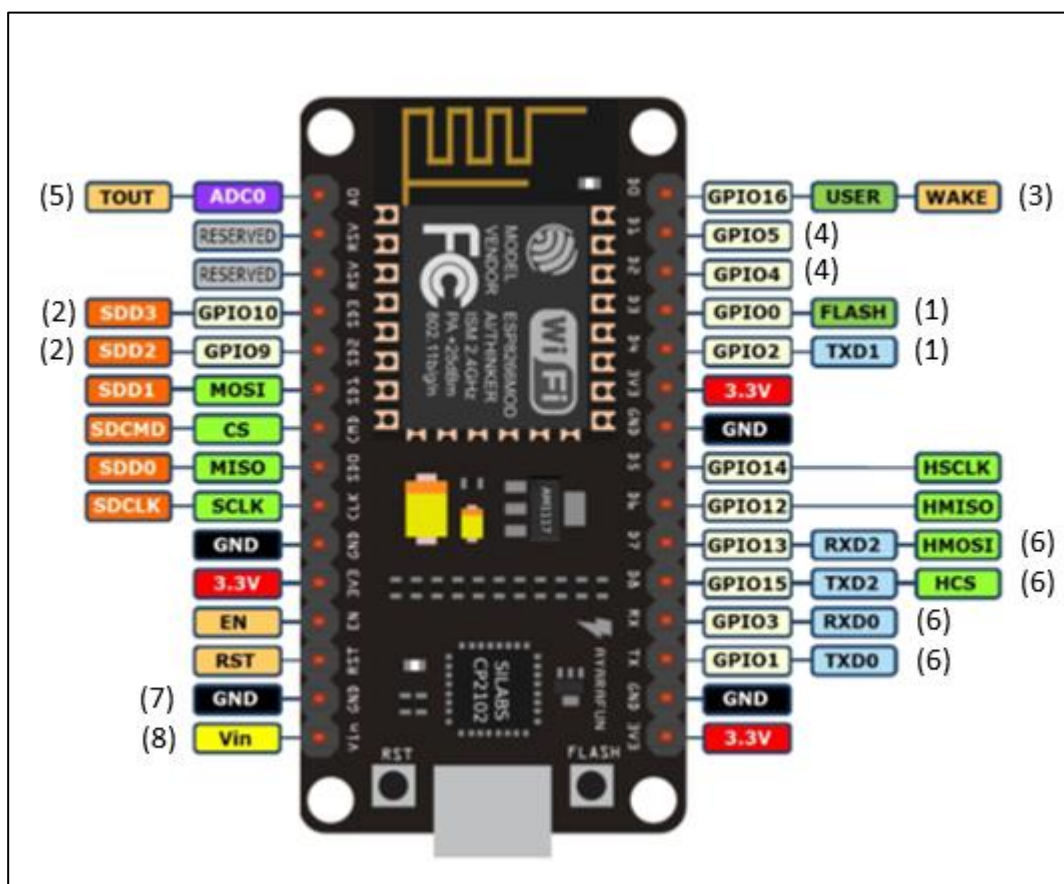 (5) TOUT ADC0 A0 D0 GPIO16 USER WAKE (3)
RESERVED RSV D1 GPIO5 (4)
RESERVED RSV D2 GPIO4 (4)
(2) SDD3 GPIO10 SD3 D3 GPIO0 FLASH (1)
(2) SDD2 GPIO9 SD2 D4 GPIO2 TXD1 (1)
SDD1 MOSI SD1 3V3 3.3V
SDCMD CS CMD GND GND
SDD0 MISO SD0 D5 GPIO14 HSCLK
SDCLK SCLK CLK D6 GPIO12 HMISO
GND GND D7 GPIO13 RXD2 HMOSI (6)
3.3V 3V3 D8 GPIO15 TXD2 HCS (6)
EN EN RX GPIO3 RXD0 (6)
RST RST TX GPIO1 TXD0 (6)
(7) GND GND GND GND
(8) Vin Vin 3V3 3.3V
MODEL
VENDOR
ESP8266MOD
AI/THINKER
ISM 2.4GHz
PA +25dBm
802.11b/g/n
FC
WiFi
AMS1117
AYARAFUN
SILABS
CP2102
RST
FLASH